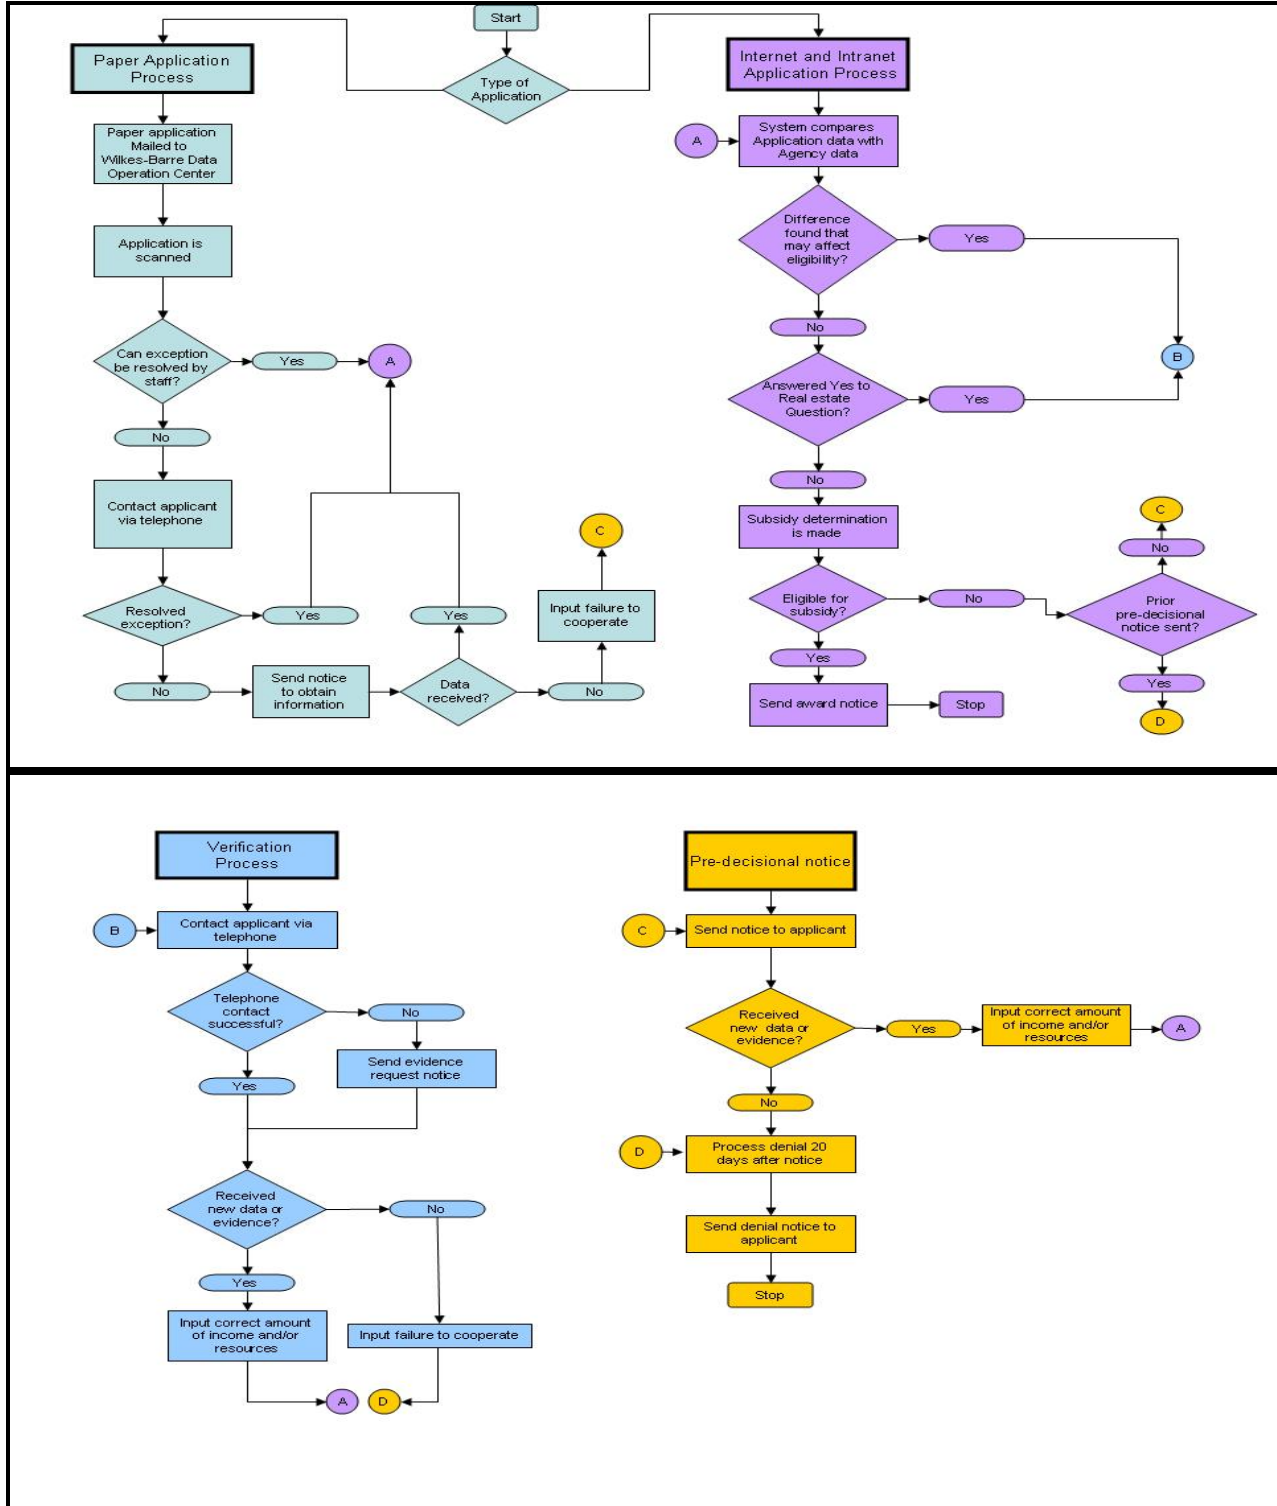 Start
Type of
Application
Paper Application
Process
Paper application
Mailed to
Wilkes-Barre Data
Operation Center
Application is
scanned
Can exception
be resolved by
staff?
Yes
A
No
Contact applicant
via telephone
Resolved
exception?
Yes
No
Send notice
to obtain
information
Data
received?
Yes
No
Input failure to
cooperate
C
Internet and Intranet
Application Process
A
System compares
Application data with
Agency data
Difference
found that
may affect
eligibility?
Yes
B
No
Answered Yes to
Real estate
Question?
Yes
No
Subsidy determination
is made
Eligible for
subsidy?
No
Prior
pre-decisional
notice sent?
No
C
Yes
D
Yes
Send award notice
Stop
Verification
Process
B
Contact applicant via
telephone
Telephone
contact
successful?
No
Send evidence
request notice
Yes
Received
new data or
evidence?
No
Yes
Input correct amount
of income and/or
resources
Input failure to cooperate
A
D
Pre-decisional notice
C
Send notice to applicant
Received
new data or
evidence?
Yes
Input correct amount
of income and/or
resources
A
No
D
Process denial 20
days after notice
Send denial notice to
applicant
Stop